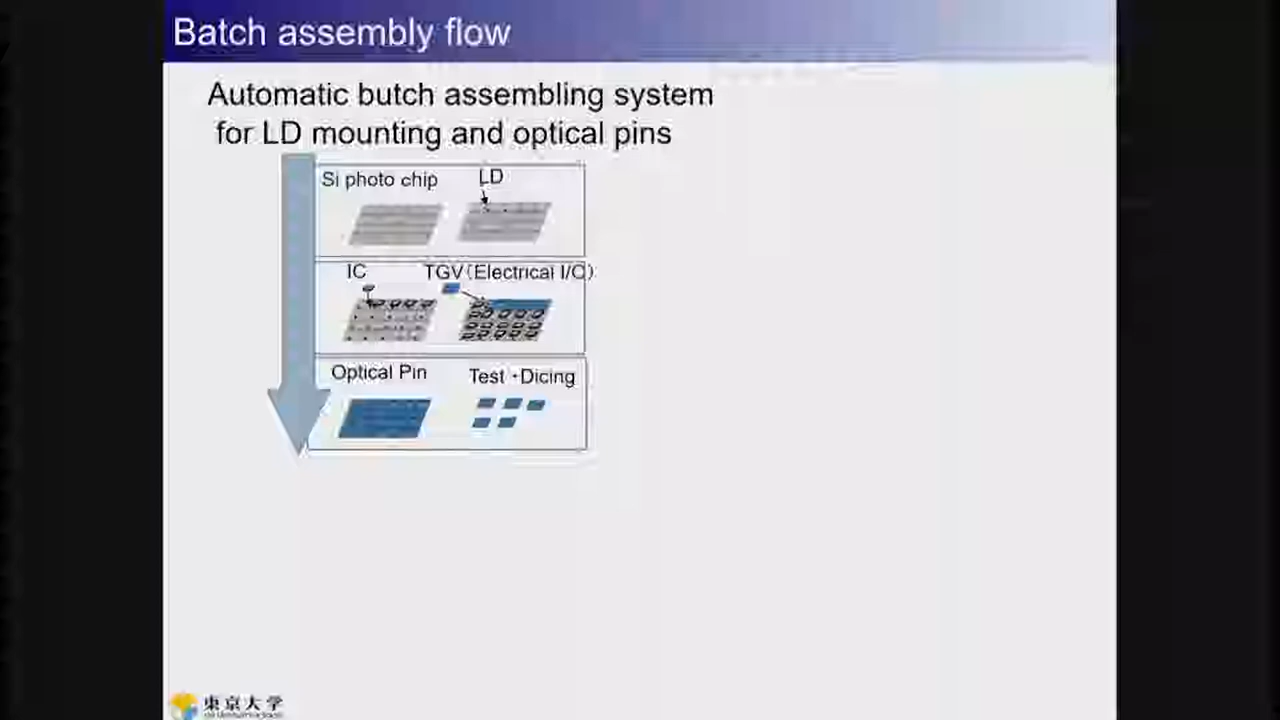 Batch assembly flow
Automatic butch assembling system
for LD mounting and optical pins
Si photo chip
LD
IC
TGV（Electrical I/O）
Optical Pin
Test ・Dicing
東京大学